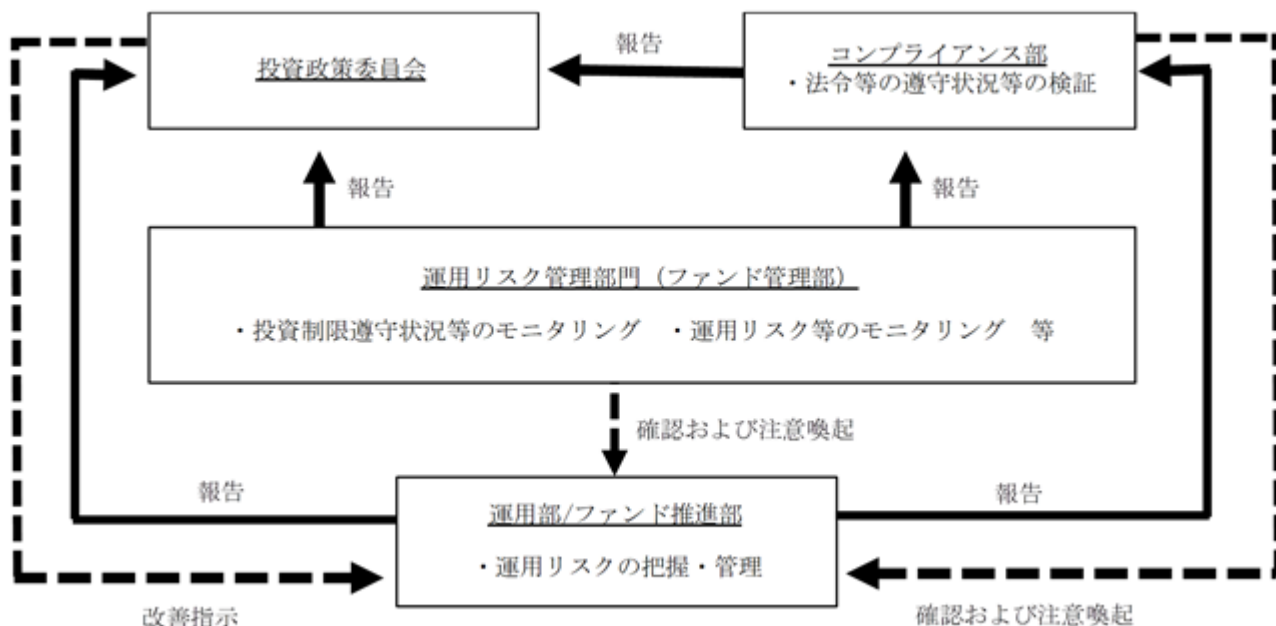 報告
投資政策委員会
コンプライアンス部
・法令等の遵守状況等の検証
報告
報告
運用リスク管理部門（ファンド管理部）
・投資制限遵守状況等のモニタリング　・運用リスク等のモニタリング　等
確認および注意喚起
報告
報告
運用部/ファンド推進部
・運用リスクの把握・管理
改善指示
確認および注意喚起